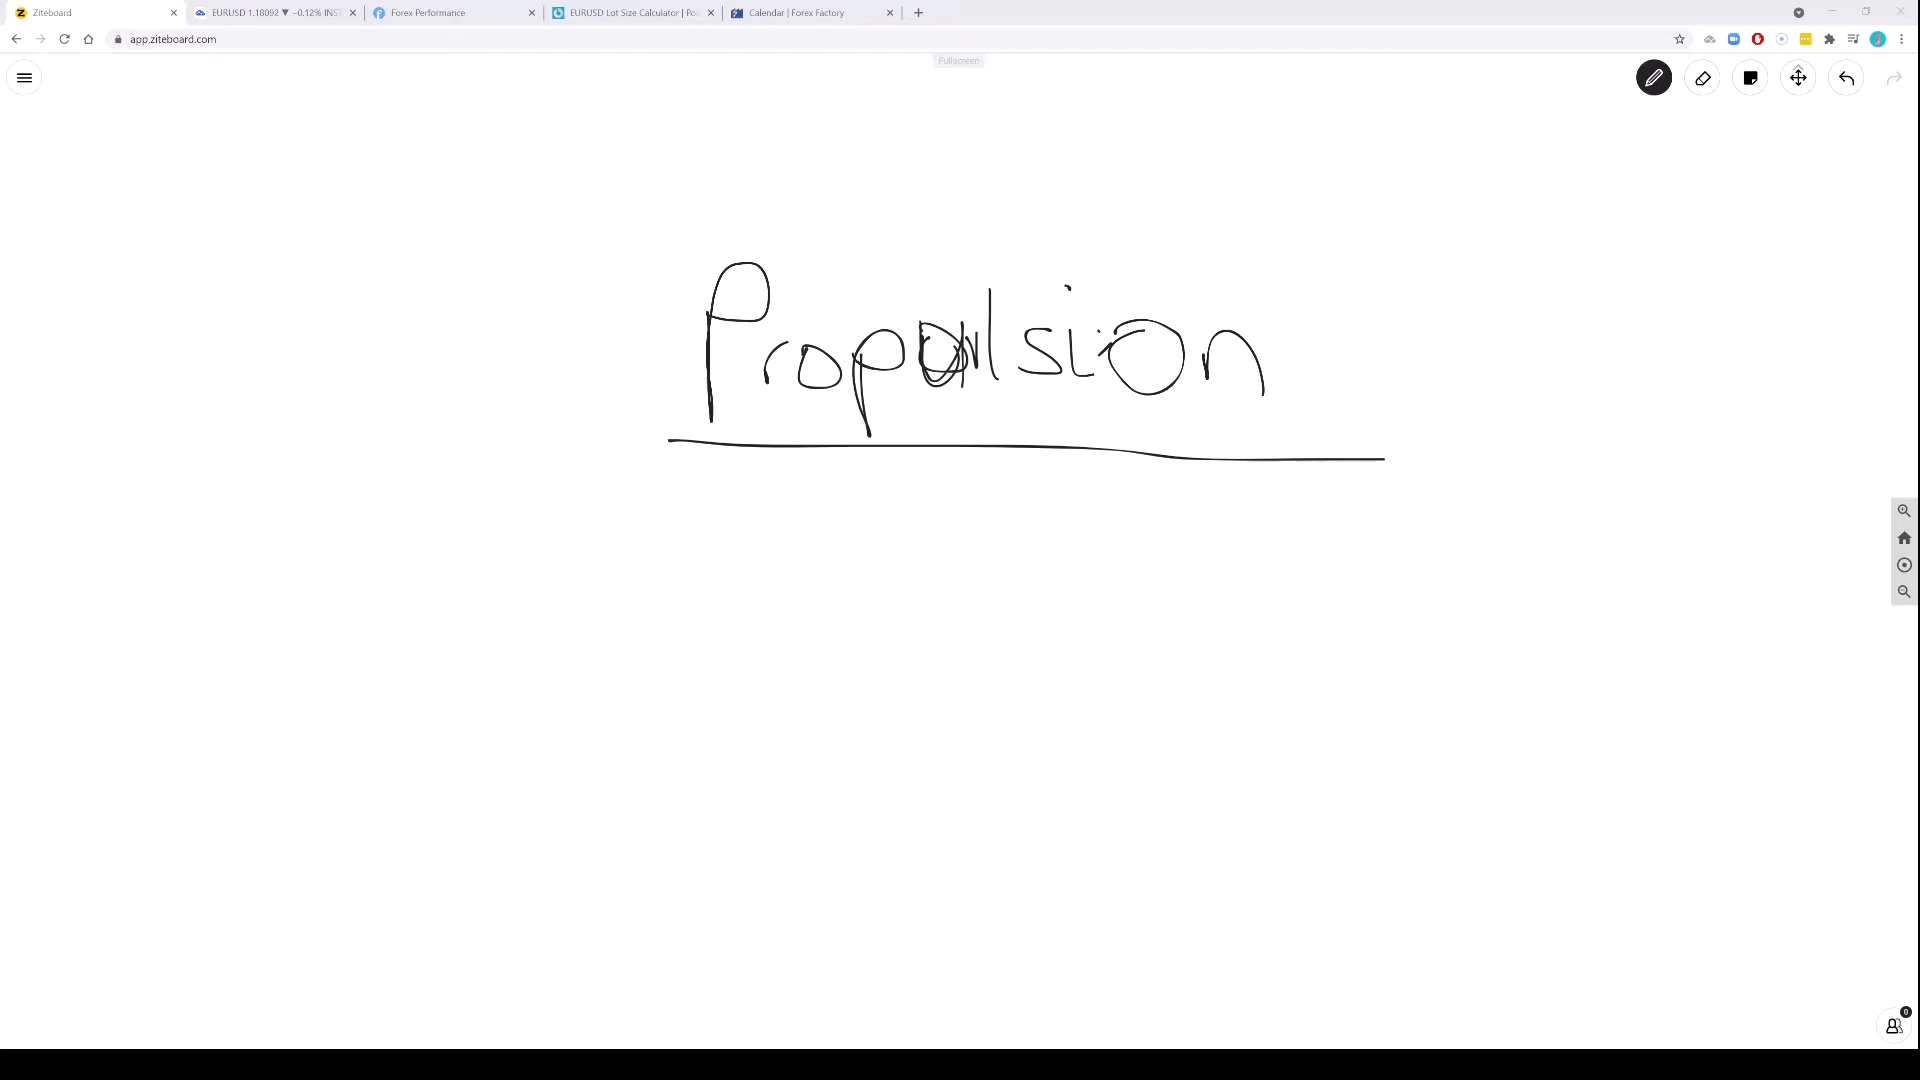 Ziteboard
EURUSD 1.18092 ▼ −0.12% INST
Forex Performance
EURUSD Lot Size Calculator | Po
Calendar | Forex Factory
app.ziteboard.com
Fullscreen
Propulsion
0